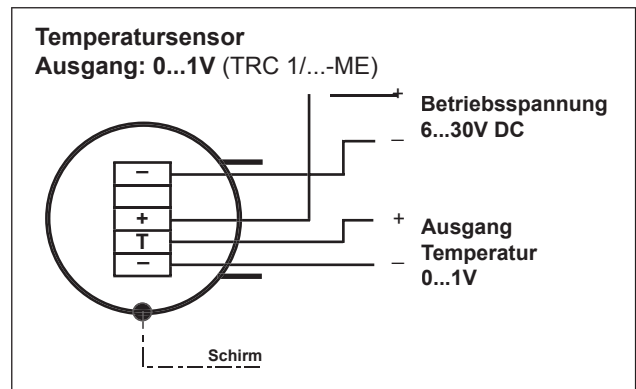 Temperatursensor
Ausgang: 0...1V (TRC 1/...-ME)
+
Betriebsspannung
6...30V DC
–
–
+
T
–
+
Ausgang
Temperatur
0...1V
–
Schirm